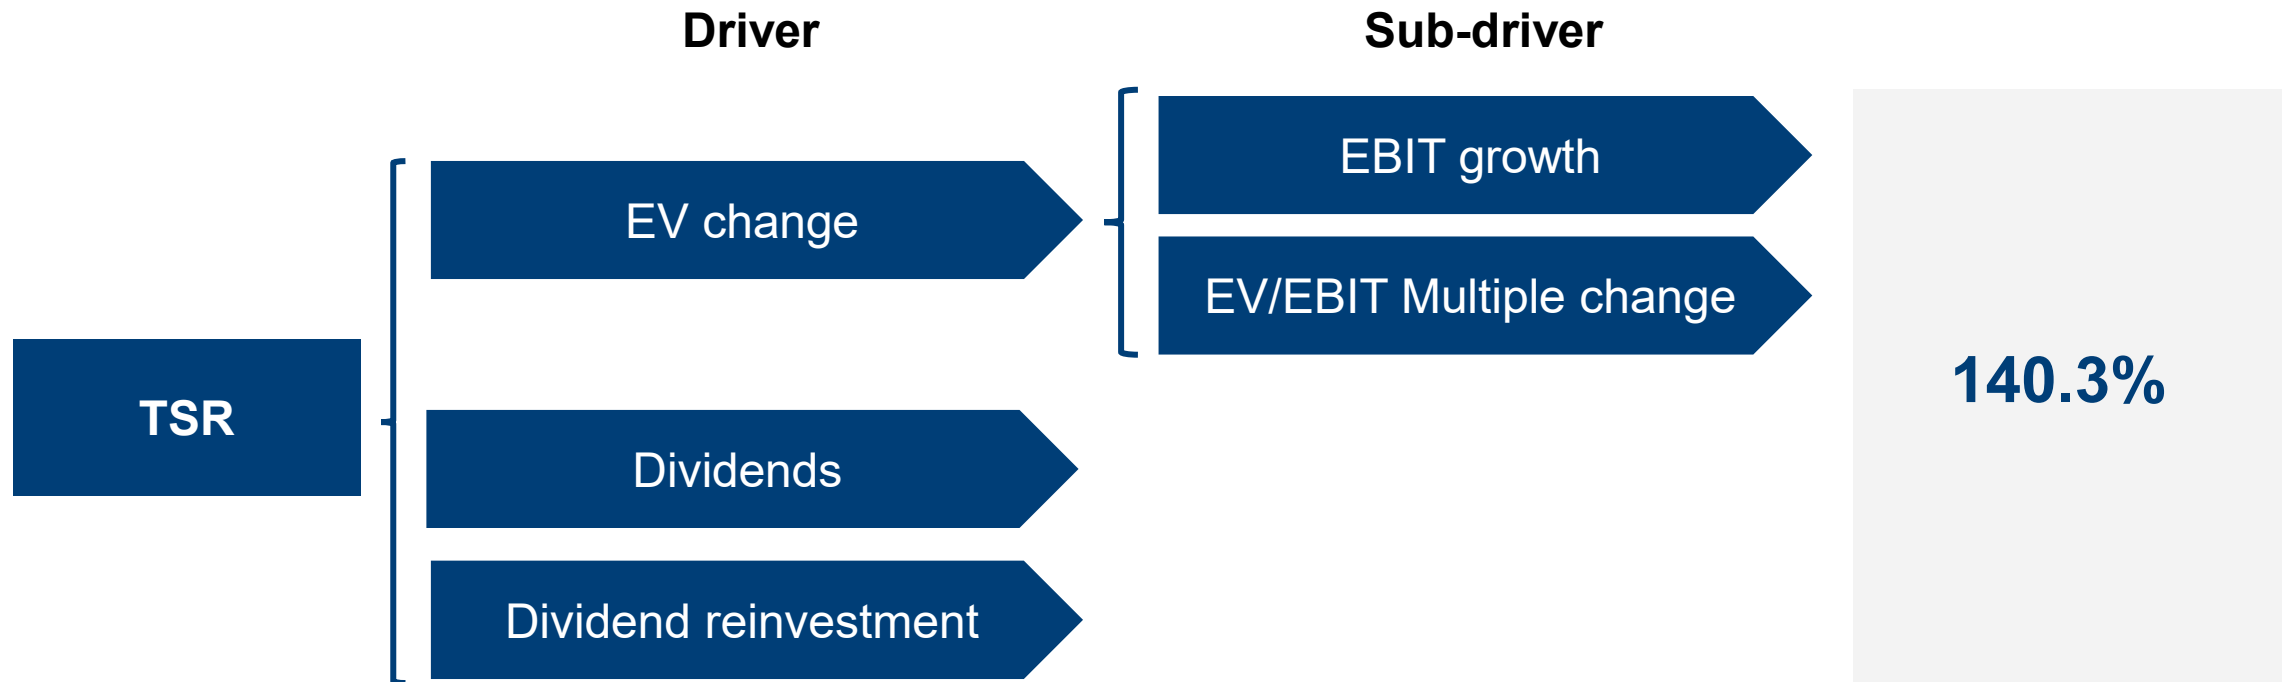 Driver
Sub-driver
EBIT growth
EV change
EV/EBIT Multiple change
TSR
140.3%
Dividends
Dividend reinvestment